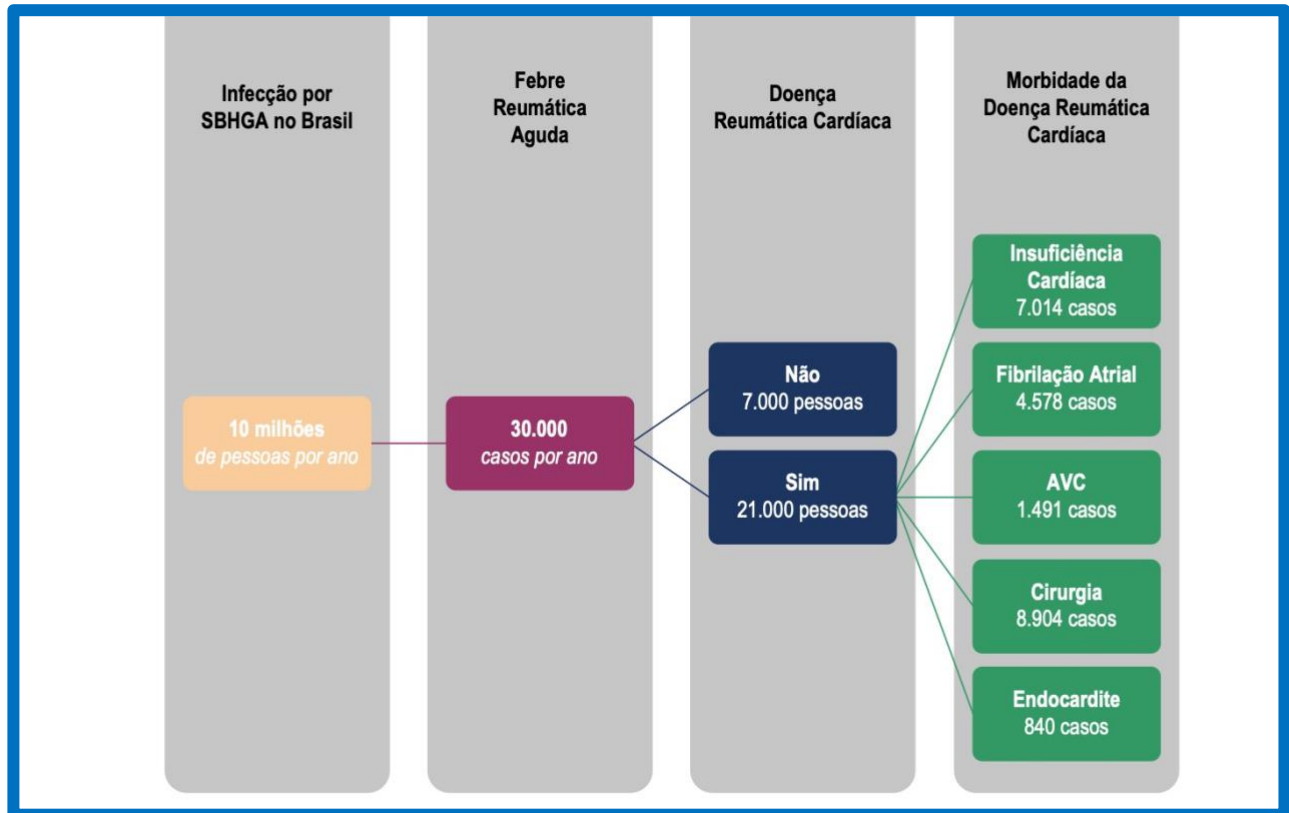 Infecção por
SBHGA no Brasil
Febre
Reumática
Aguda
Doença
Reumática Cardíaca
Morbidade da
Doença Reumática
Cardíaca
10 milhões
de pessoas por ano
30.000
casos por ano
Não
7.000 pessoas
Sim
21.000 pessoas
Insuficiência
Cardíaca
7.014 casos
Fibrilação Atrial
4.578 casos
AVC
1.491 casos
Cirurgia
8.904 casos
Endocardite
840 casos